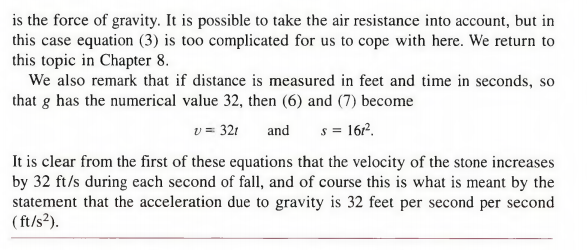 is the force of gravity. It is possible to take the air resistance into account, but in
this case equation (3) is too complicated for us to cope with here. We return to
this topic in Chapter 8.
We also remark that if distance is measured in feet and time in seconds, so
that g has the numerical value 32, then (6) and (7) become
v = 32t and s = 16t².
It is clear from the first of these equations that the velocity of the stone increases
by 32 ft/s during each second of fall, and of course this is what is meant by the
statement that the acceleration due to gravity is 32 feet per second per second
(ft/s²).